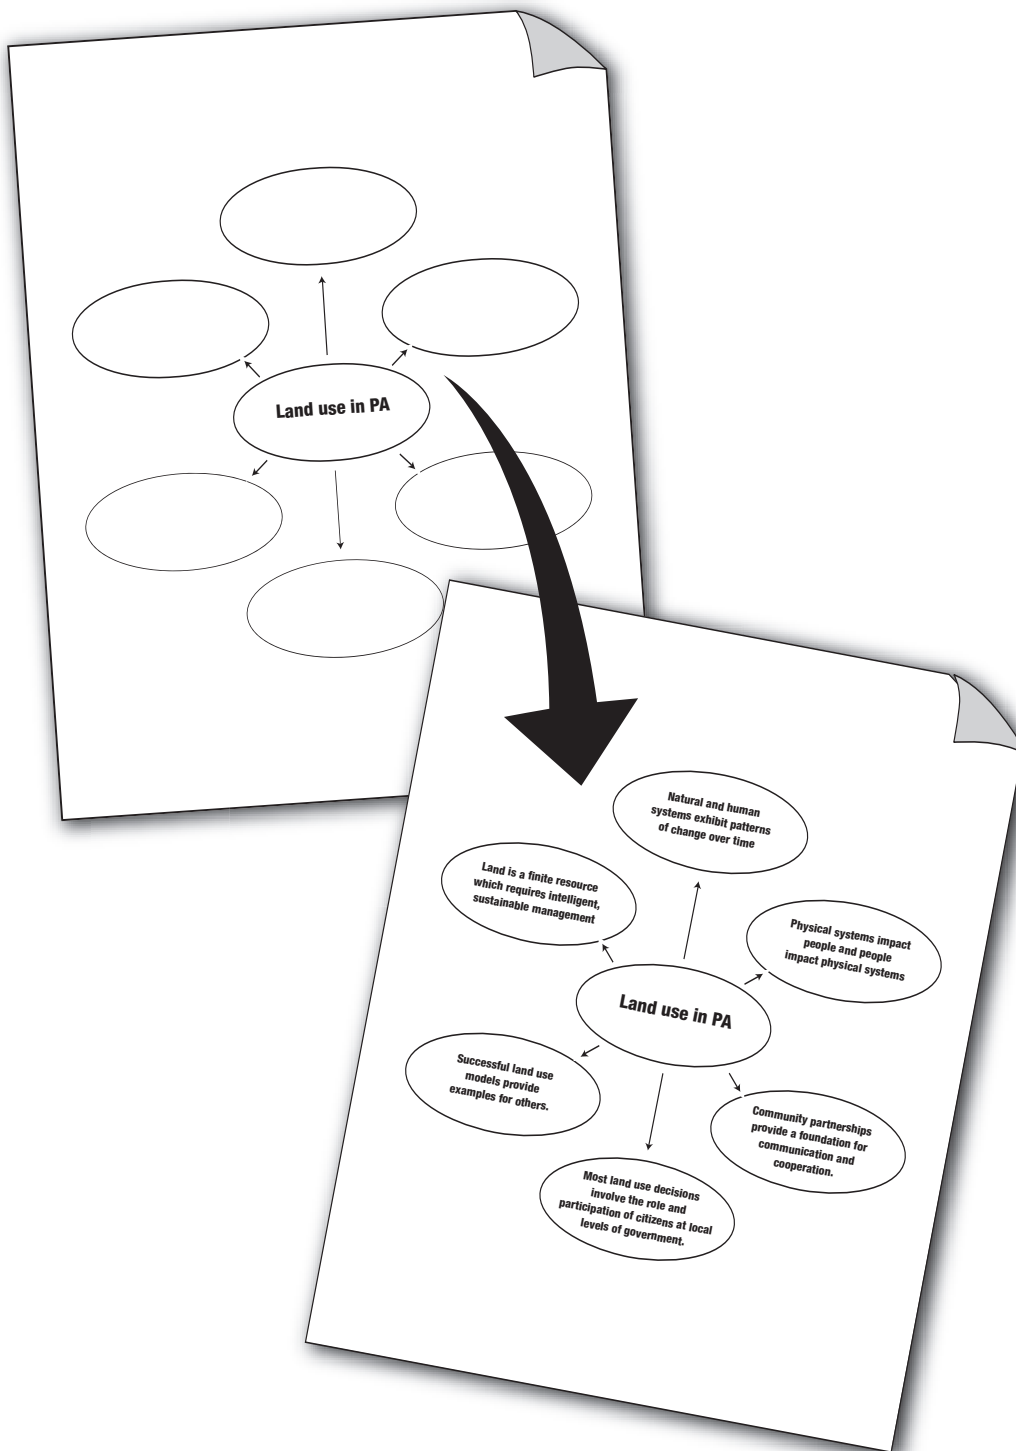 Land use in PA
Natural and human
systems exhibit patterns
of change over time
Land is a finite resource
which requires intelligent,
sustainable management
Physical systems impact
people and people
impact physical systems
Land use in PA
Successful land use
models provide
examples for others.
Community partnerships
provide a foundation for
communication and
cooperation.
Most land use decisions
involve the role and
participation of citizens at local
levels of government.